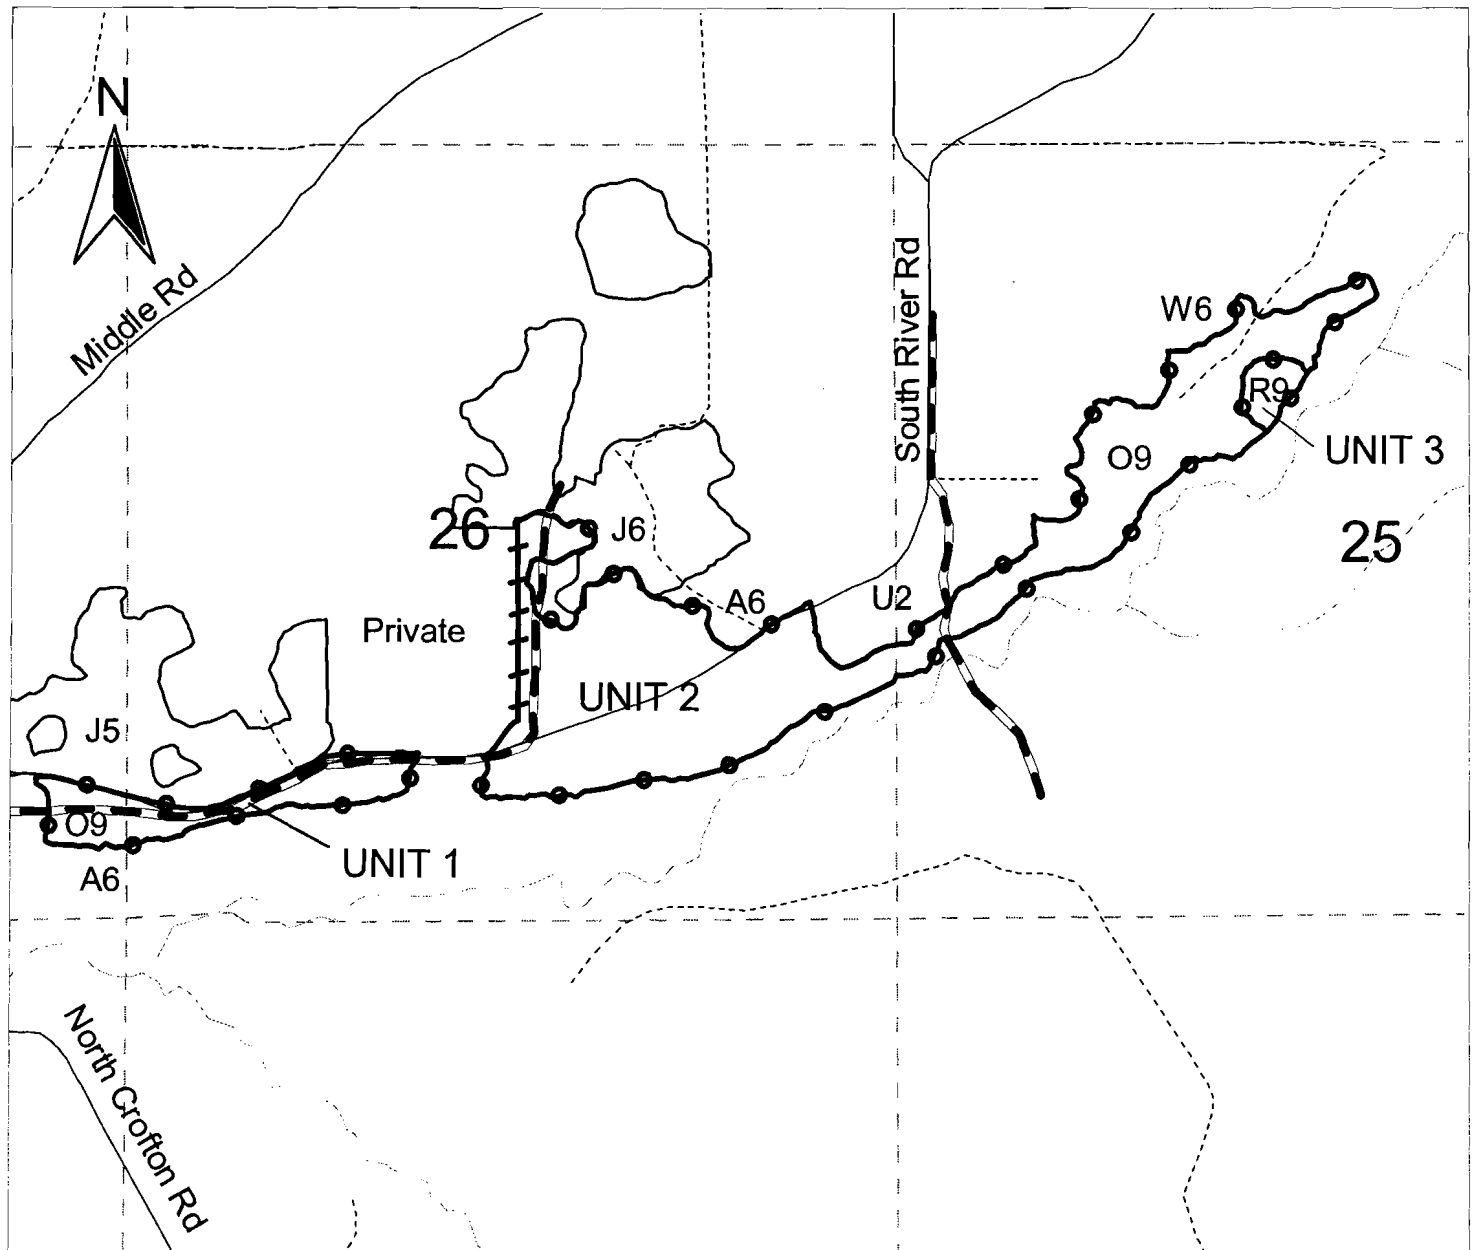 N
Middle Rd
South River Rd
W6
R9
UNIT 3
O9
26
J6
25
A6
U2
Private
UNIT 2
J5
O9
UNIT 1
A6
North Crofton Rd